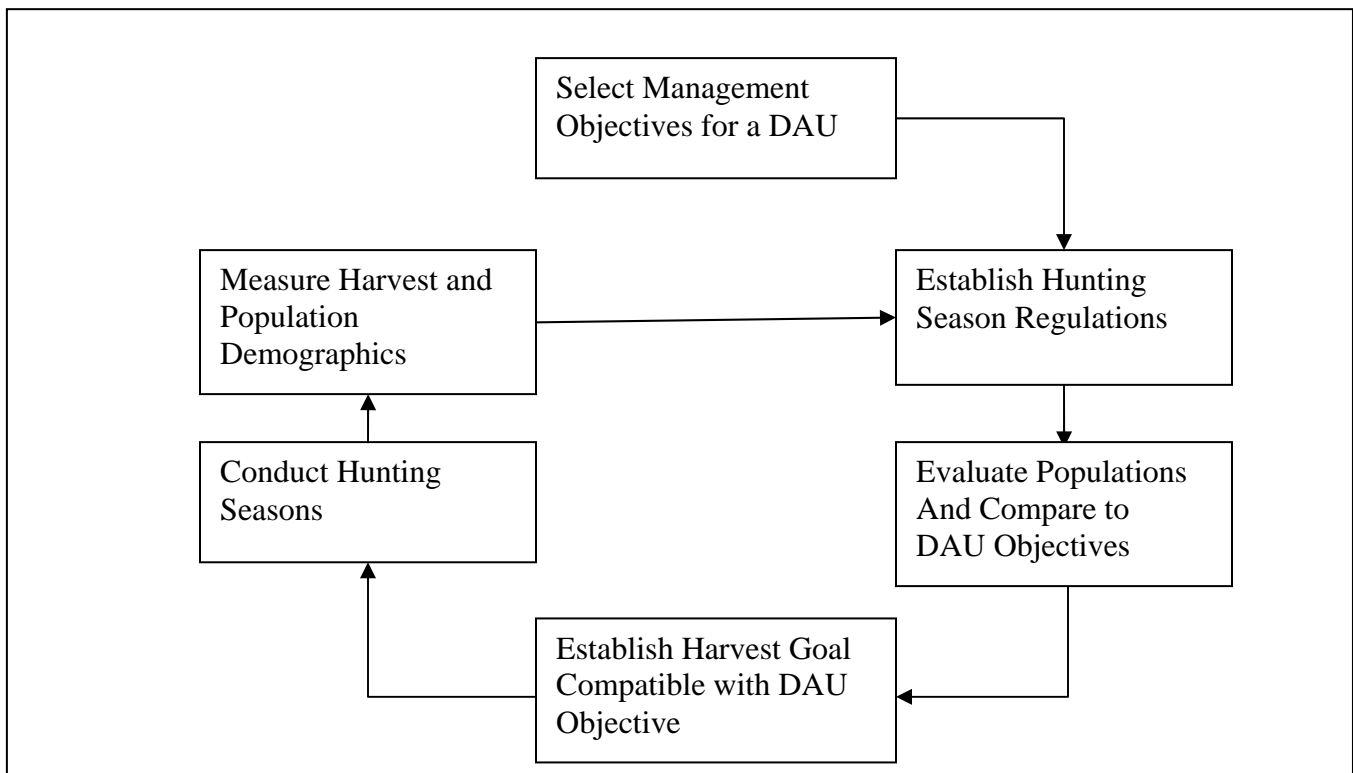 Select Management
Objectives for a DAU
Measure Harvest and
Population
Demographics
Establish Hunting
Season Regulations
Conduct Hunting
Seasons
Evaluate Populations
And Compare to
DAU Objectives
Establish Harvest Goal
Compatible with DAU
Objective